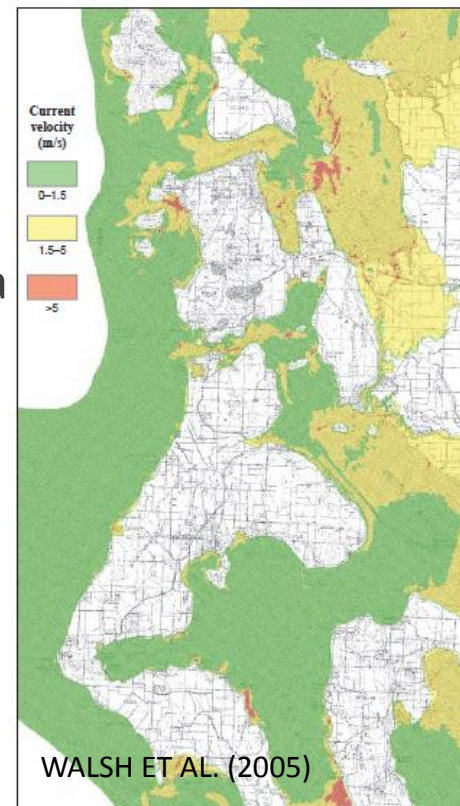 Current
velocity
(m/s)
0–1.5
1.5–5
>5
a
WALSH ET AL. (2005)